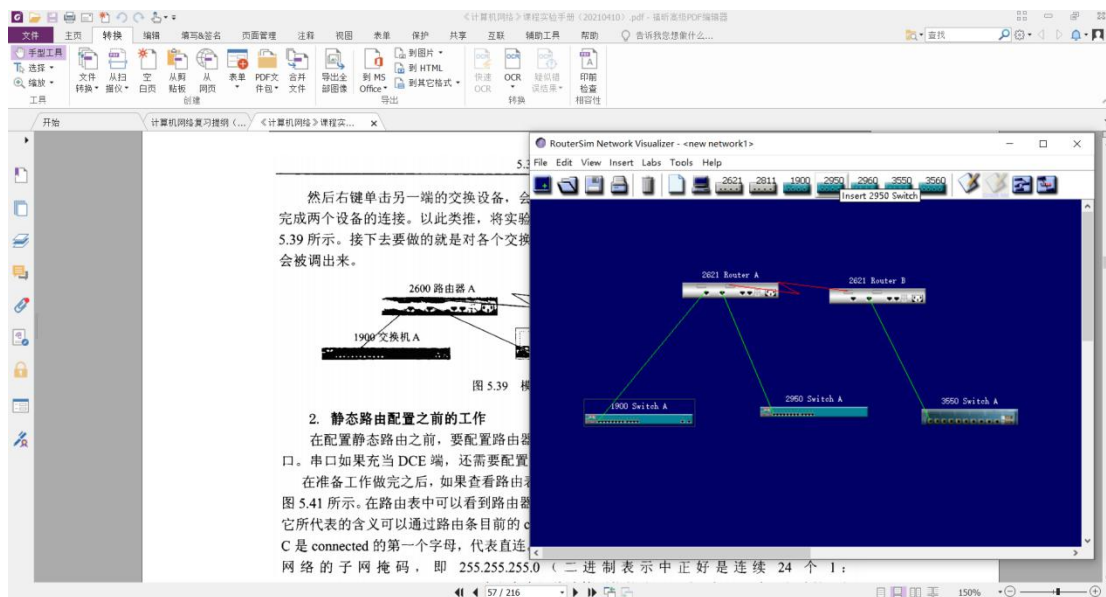 《计算机网络》课程实验手册（20210410）.pdf - 福昕高级PDF编辑器
文件 主页 转换 编辑 填写&签名 页面管理 注释 视图 表单 保护 共享 互联 辅助工具 帮助 告诉我您想做什么... 查找
手型工具
选择
缩放
工具
文件转换 从扫描仪 空白页 从剪贴板 从网页 表单 PDF文件包 合并文件
创建
导出全部图像 到 MS Office 到图片 到 HTML 到其它格式
导出
快速OCR OCR 疑似错误结果
转换
印前检查
相容性
开始 计算机网络复习提纲（... 《计算机网络》课程实... ×
5.3
然后右键单击另一端的交换设备，会
完成两个设备的连接。以此类推，将实验
5.39 所示。接下去要做的就是对各个交换
会被调出来。
2600 路由器 A
1900 交换机 A
图 5.39 模
2. 静态路由配置之前的工作
在配置静态路由之前，要配置路由器
口。串口如果充当 DCE 端，还需要配置
在准备工作做完之后，如果查看路由表
图 5.41 所示。在路由表中可以看到路由器
它所代表的含义可以通过路由条目前的 c
C 是 connected 的第一个字母，代表直连
网络的子网掩码，即 255.255.255.0（二进制表示中正好是连续 24 个 1；
RouterSim Network Visualizer - <new network1>
File Edit View Insert Labs Tools Help
2621 2811 1900 2950 2960 3550 3560
Insert 2950 Switch
2621 Router A
2621 Router B
1900 Switch A
2950 Switch A
3550 Switch A
57 / 216
150%